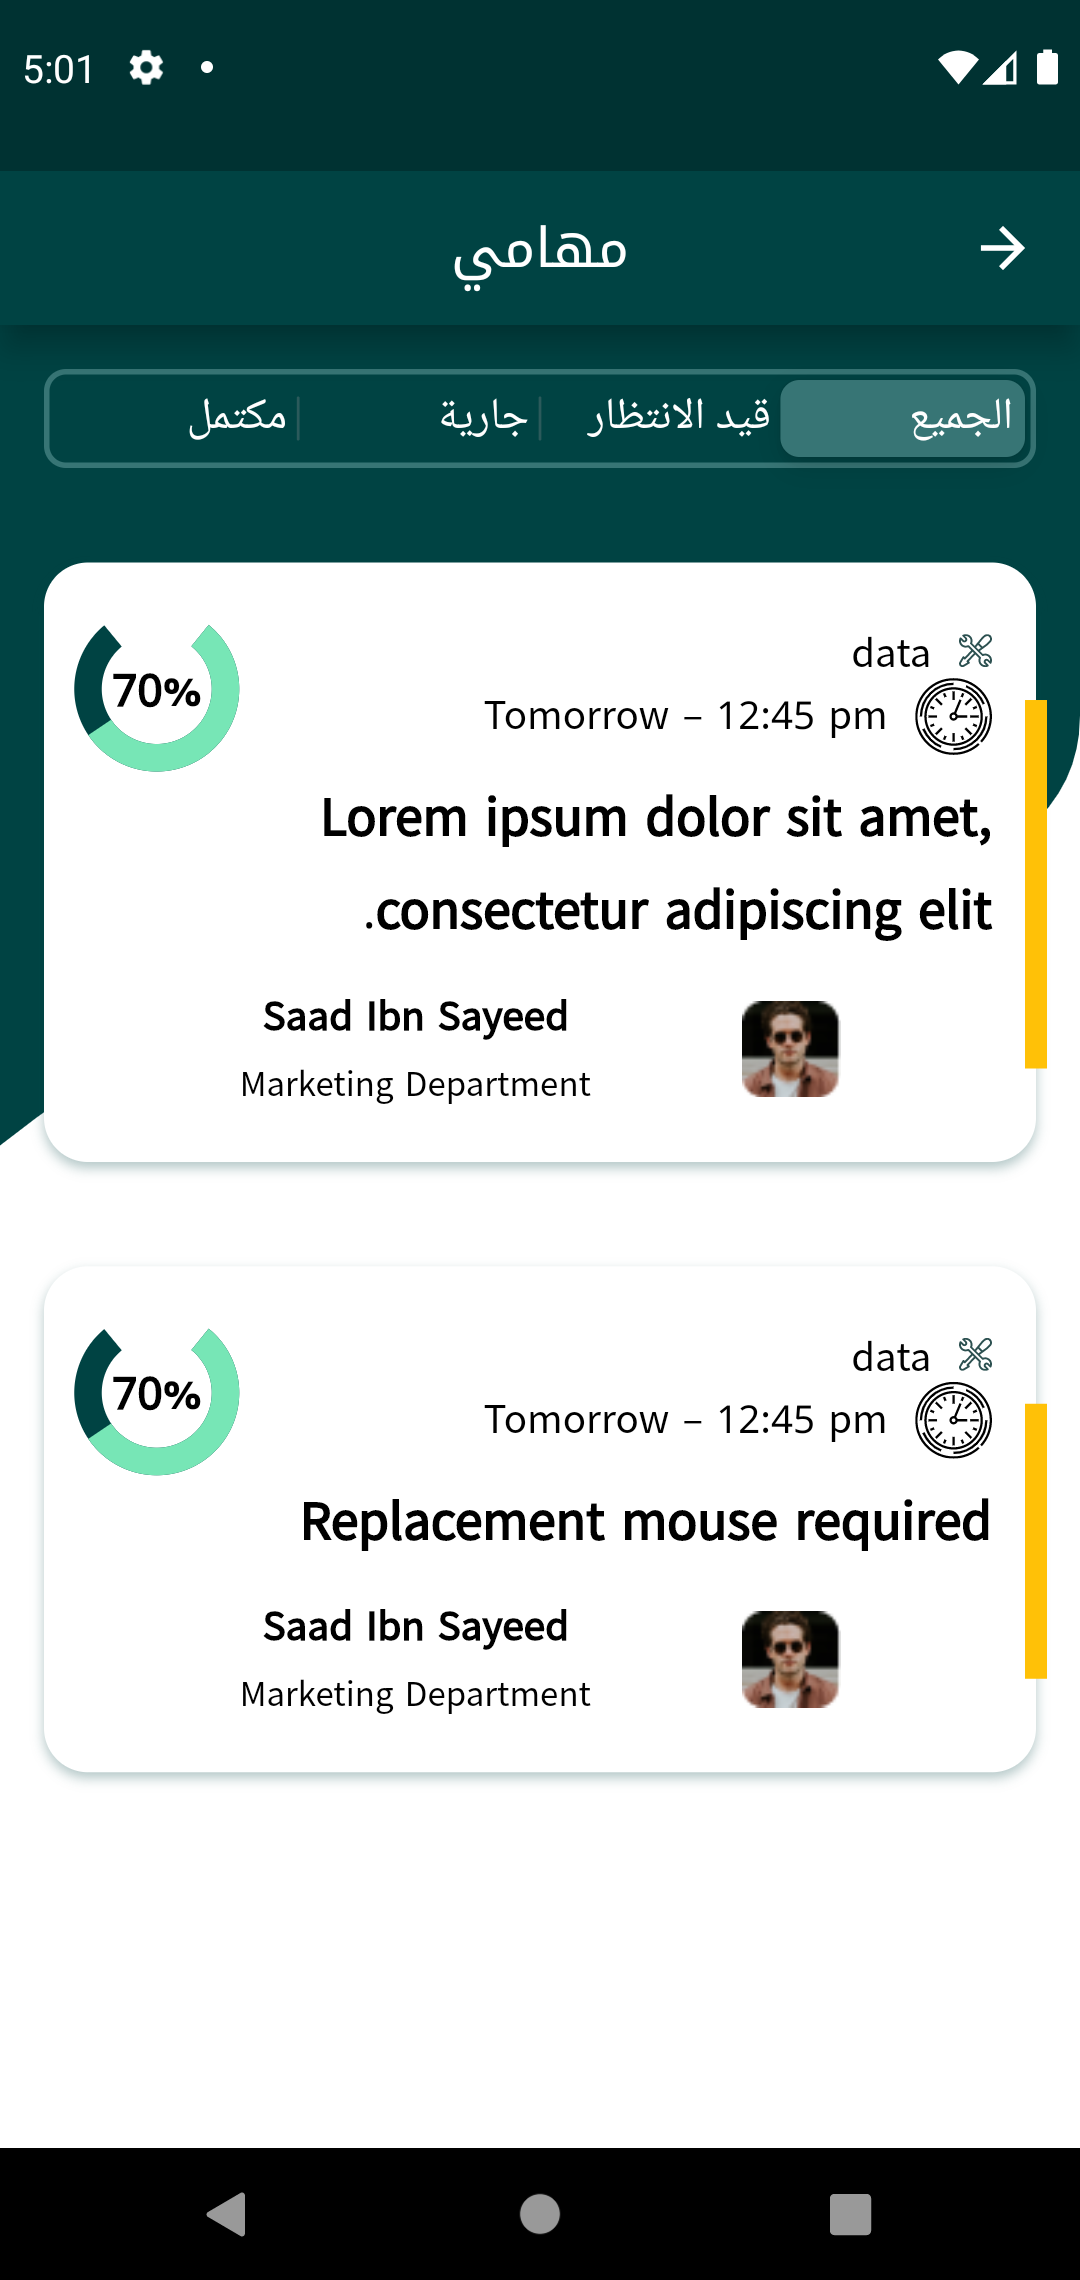 5:01
مهامي
الجميع
قيد الانتظار
جارية
مكتمل
data
70%
Tomorrow – 12:45 pm
Lorem ipsum dolor sit amet,
.consectetur adipiscing elit
Saad Ibn Sayeed
Marketing Department
data
70%
Tomorrow – 12:45 pm
Replacement mouse required
Saad Ibn Sayeed
Marketing Department